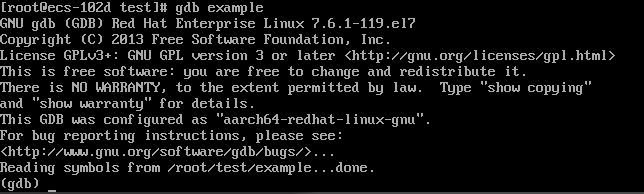 [root@ecs-102d test]# gdb example
GNU gdb (GDB) Red Hat Enterprise Linux 7.6.1-119.el7
Copyright (C) 2013 Free Software Foundation, Inc.
License GPLv3+: GNU GPL version 3 or later <http://gnu.org/licenses/gpl.html>
This is free software: you are free to change and redistribute it.
There is NO WARRANTY, to the extent permitted by law.  Type "show copying"
and "show warranty" for details.
This GDB was configured as "aarch64-redhat-linux-gnu".
For bug reporting instructions, please see:
<http://www.gnu.org/software/gdb/bugs/>...
Reading symbols from /root/test/example...done.
(gdb) _